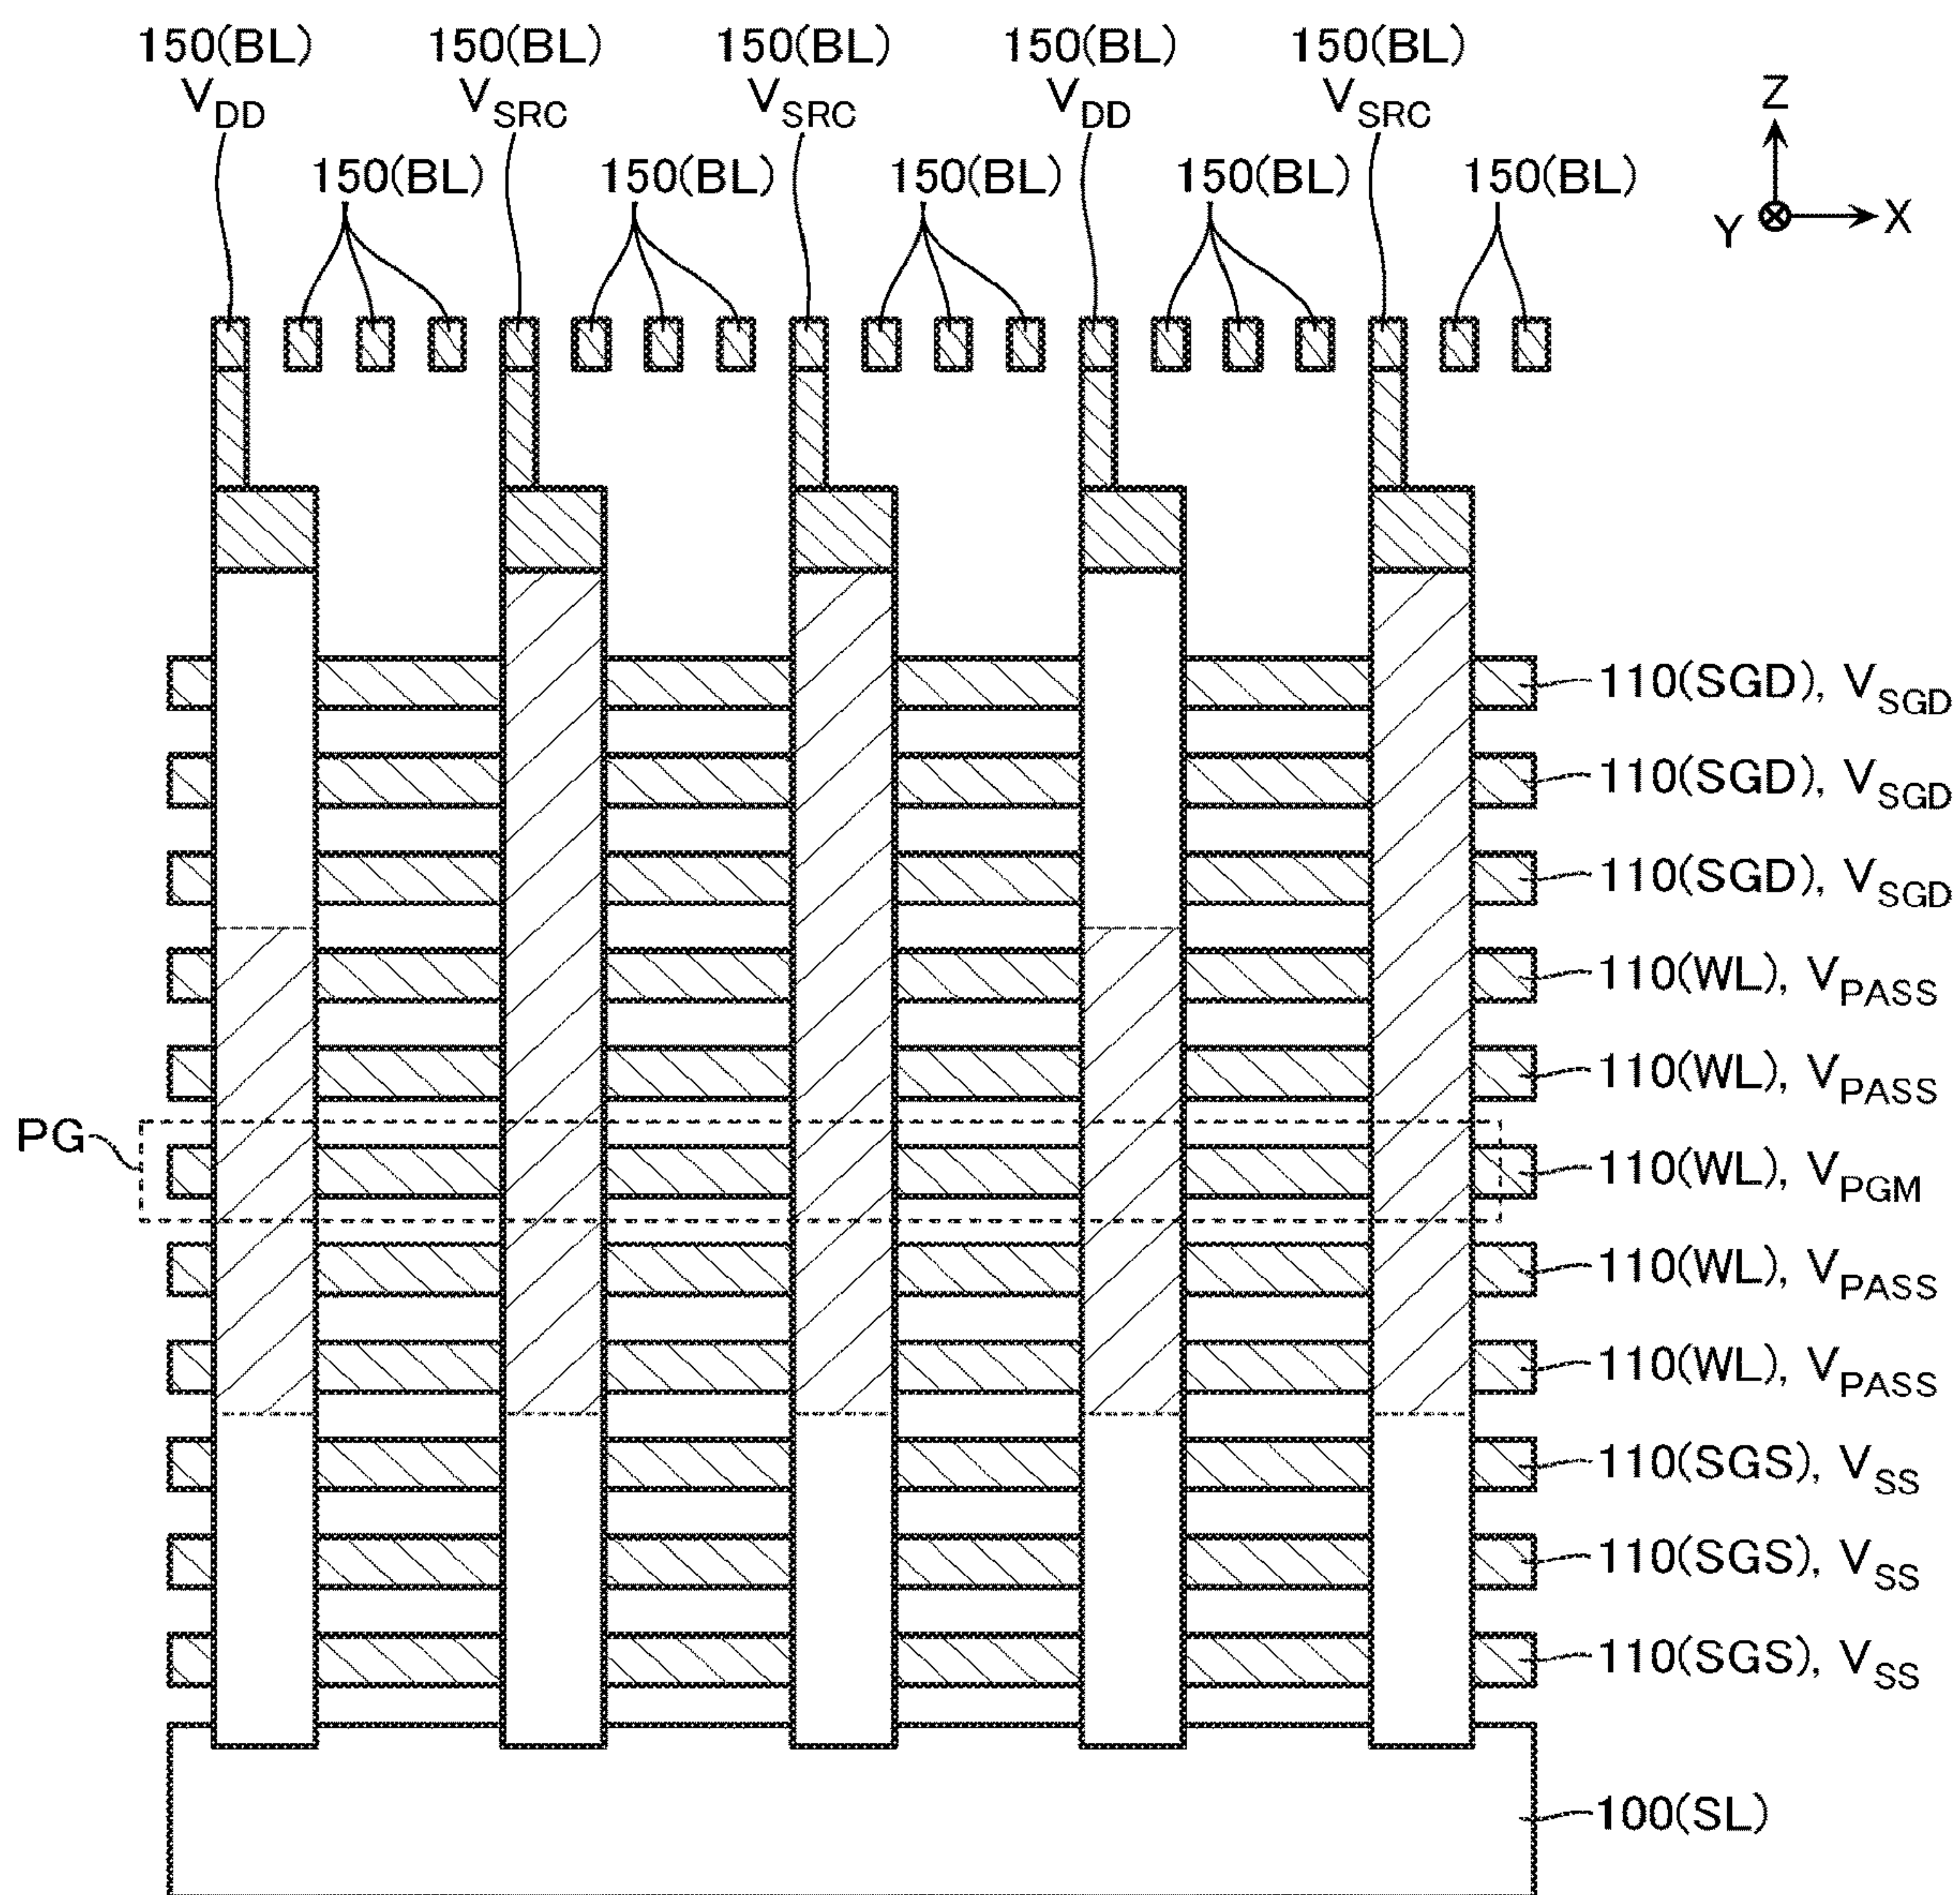 150(BL) 150(BL) 150(BL) 150(BL) 150(BL)
VDD VSRC VSRC VDD VSRC
Z
150(BL) 150(BL) 150(BL) 150(BL) 150(BL)
Y X
110(SGD), VSGD
110(SGD), VSGD
110(SGD), VSGD
110(WL), VPASS
110(WL), VPASS
PG
110(WL), VPGM
110(WL), VPASS
110(WL), VPASS
110(SGS), VSS
110(SGS), VSS
110(SGS), VSS
100(SL)